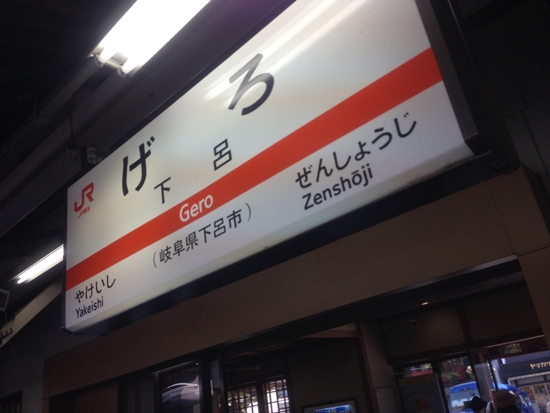 JR
げろ
下呂
Gero
(岐阜県下呂市)
ぜんしょうじ
Zenshōji
やけいし
Yakeishi